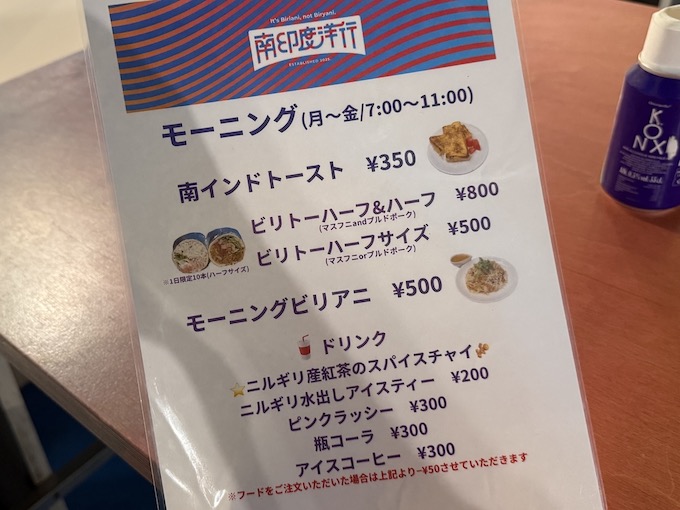 It's Biriani, not Biryani.
南印度洋行
モーニング(月〜金/7:00〜11:00)
南インドトースト ¥350
ビリトーハーフ&ハーフ ¥800
(マスフニandプルドポーク)
ビリトーハーフサイズ ¥500
(マスフニorプルドポーク)
※1日限定10本(ハーフサイズ)
モーニングビリアニ ¥500
ドリンク
ニルギリ産紅茶のスパイスチャイ
ニルギリ水出しアイスティー ¥200
ピンクラッシー ¥300
瓶コーラ ¥300
アイスコーヒー ¥300
※フードをご注文いただいた場合は上記より−¥50させていただきます
KONX